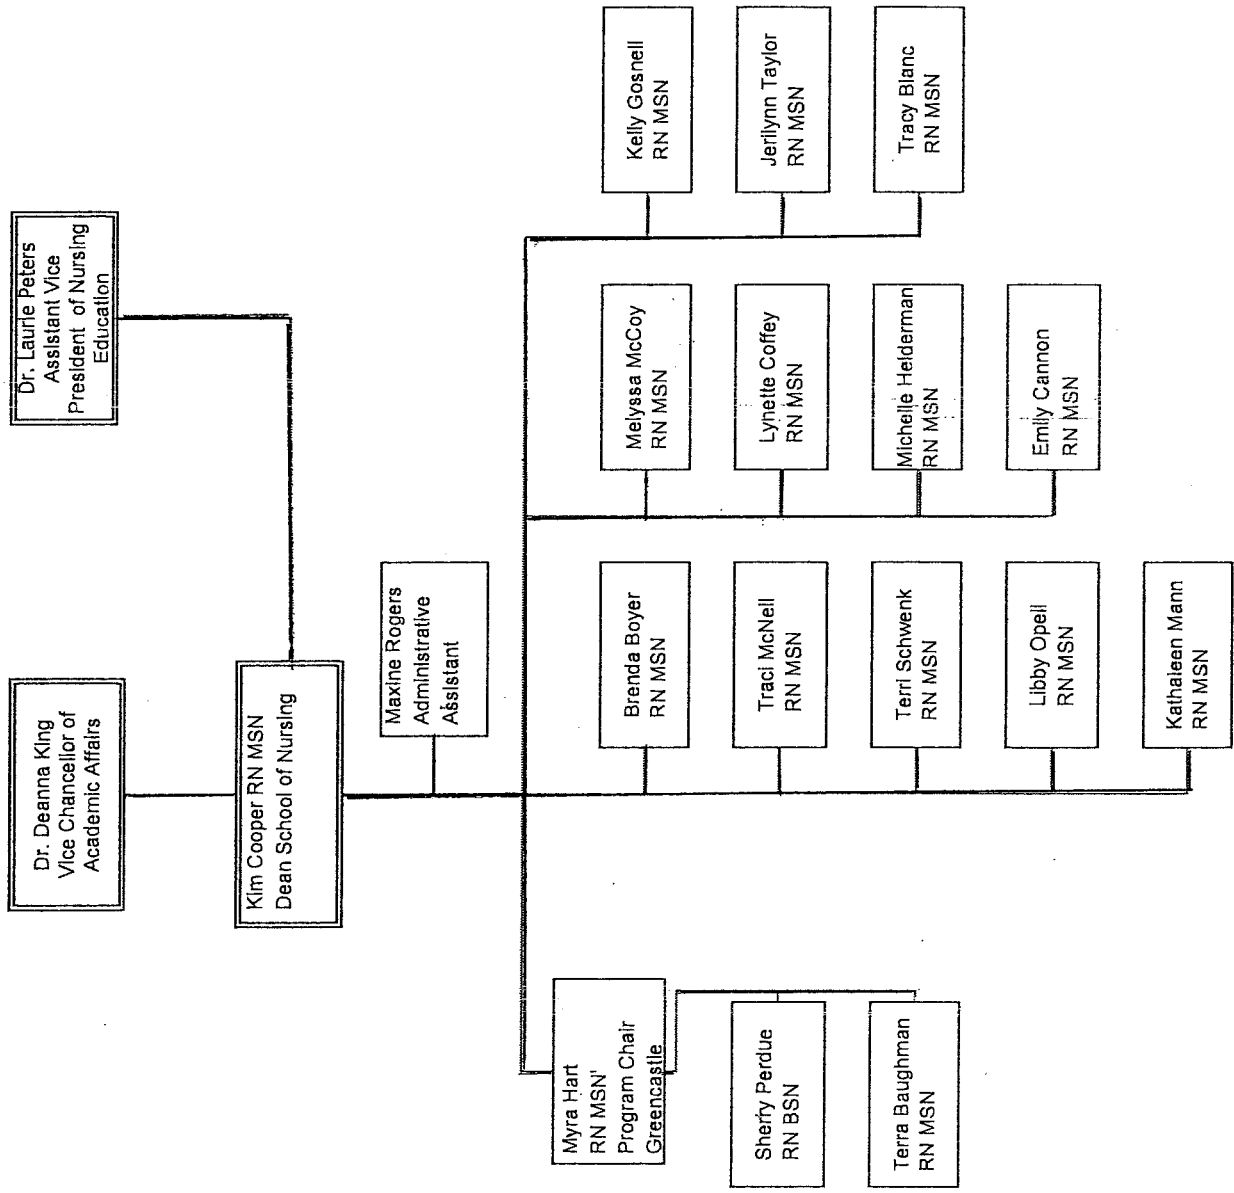 Dr. Deanna King
Vice Chancellor of
Academic Affairs
Dr. Laurie Peters
Assistant Vice
President of Nursing
Education
Kim Cooper RN MSN
Dean School of Nursing
Maxine Rogers
Administrative
Assistant
Myra Hart
RN MSN'
Program Chair
Greencastle
Sherry Perdue
RN BSN
Terra Baughman
RN MSN
Brenda Boyer
RN MSN
Traci McNeil
RN MSN
Terri Schwenk
RN MSN
Libby Opell
RN MSN
Kathaleen Mann
RN MSN
Melyssa McCoy
RN MSN
Lynette Coffey
RN MSN
Michelle Helderman
RN MSN
Emily Cannon
RN MSN
Kelly Gosnell
RN MSN
Jerilynn Taylor
RN MSN
Tracy Blanc
RN MSN